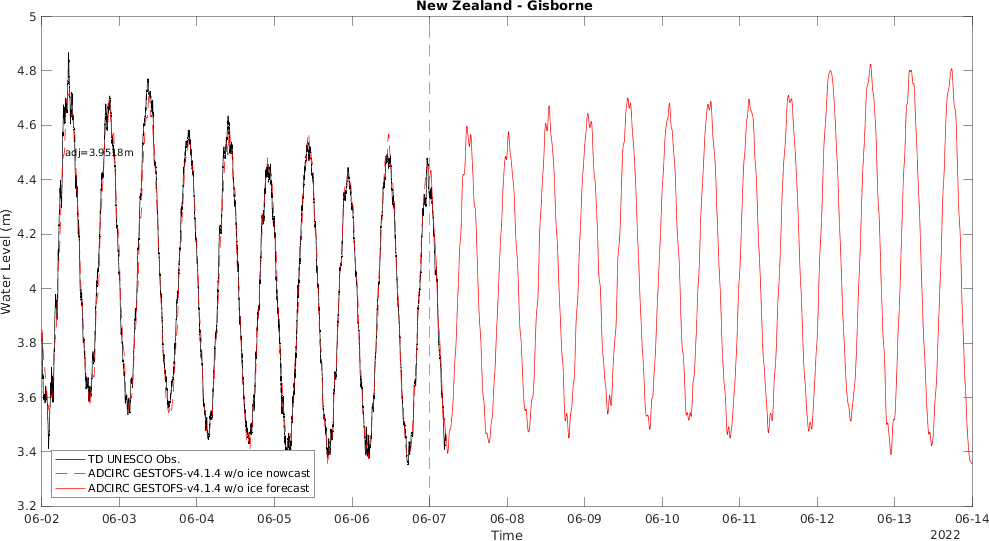 New Zealand - Gisborne
5
4.8
4.6
4.4
4.2
4
3.8
3.6
3.4
3.2
Water Level (m)
adj=3.9518m
TD UNESCO Obs.
ADCIRC GESTOFS-v4.1.4 w/o ice nowcast
ADCIRC GESTOFS-v4.1.4 w/o ice forecast
06-02 06-03 06-04 06-05 06-06 06-07 06-08 06-09 06-10 06-11 06-12 06-13 06-14
Time
2022